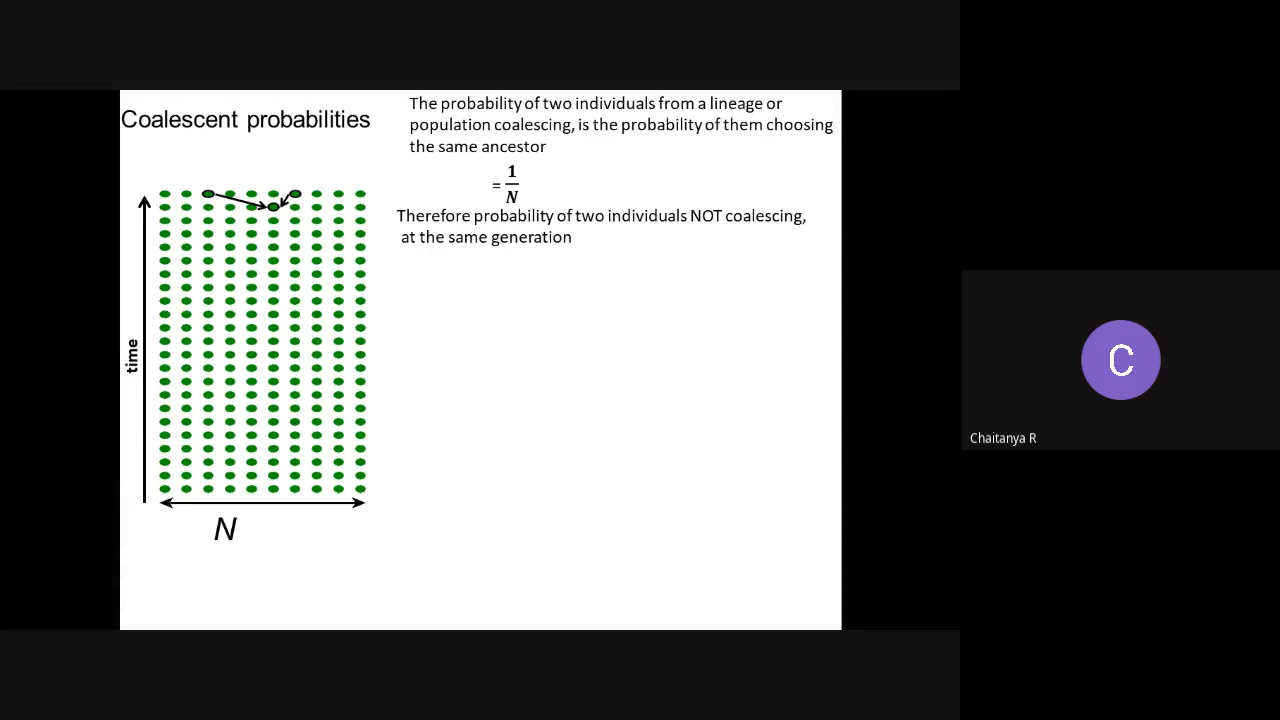 Coalescent probabilities
The probability of two individuals from a lineage or
population coalescing, is the probability of them choosing
the same ancestor
= 1/N
Therefore probability of two individuals NOT coalescing,
at the same generation
time
N
C
Chaitanya R